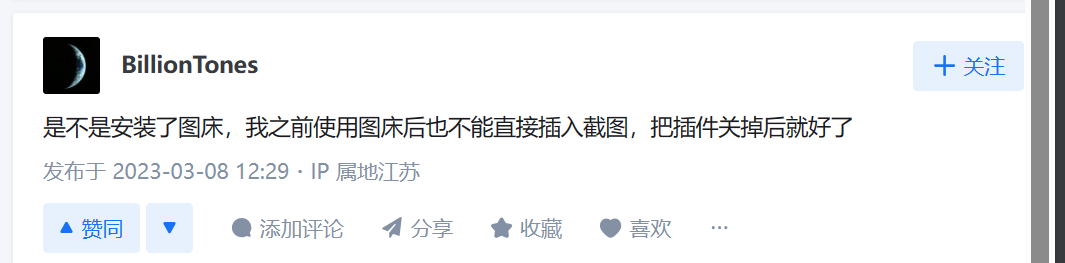 BillionTones
关注
是不是安装了图床，我之前使用图床后也不能直接插入截图，把插件关掉后就好了
发布于 2023-03-08 12:29・IP 属地江苏
赞同 添加评论 分享 收藏 喜欢 ···